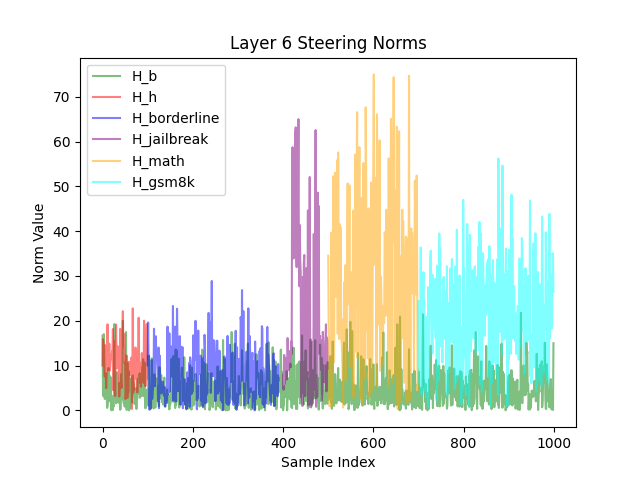 Layer 6 Steering Norms
H_b
H_h
H_borderline
H_jailbreak
H_math
H_gsm8k
Norm Value
70
60
50
40
30
20
10
0
0 200 400 600 800 1000
Sample Index